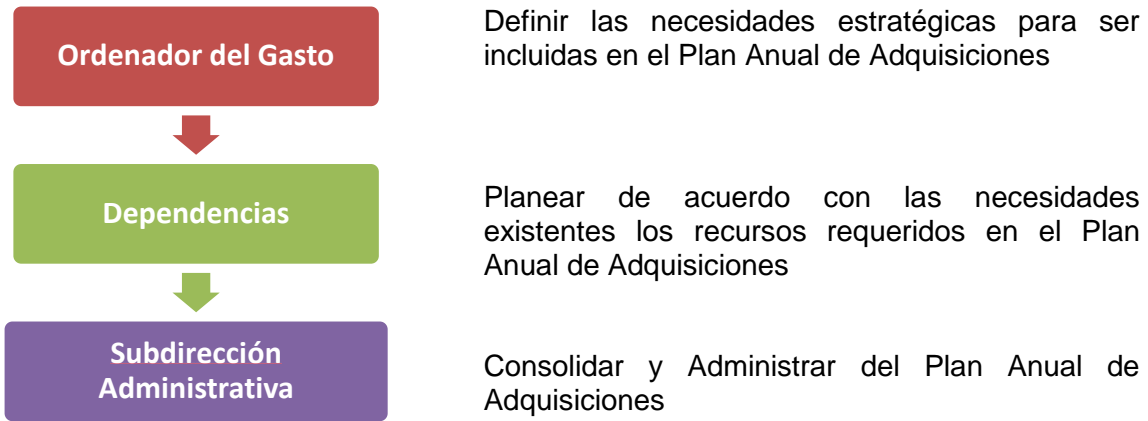 Ordenador del Gasto
Definir las necesidades estratégicas para ser
incluidas en el Plan Anual de Adquisiciones
Dependencias
Planear de acuerdo con las necesidades
existentes los recursos requeridos en el Plan
Anual de Adquisiciones
Subdirección
Administrativa
Consolidar y Administrar del Plan Anual de
Adquisiciones